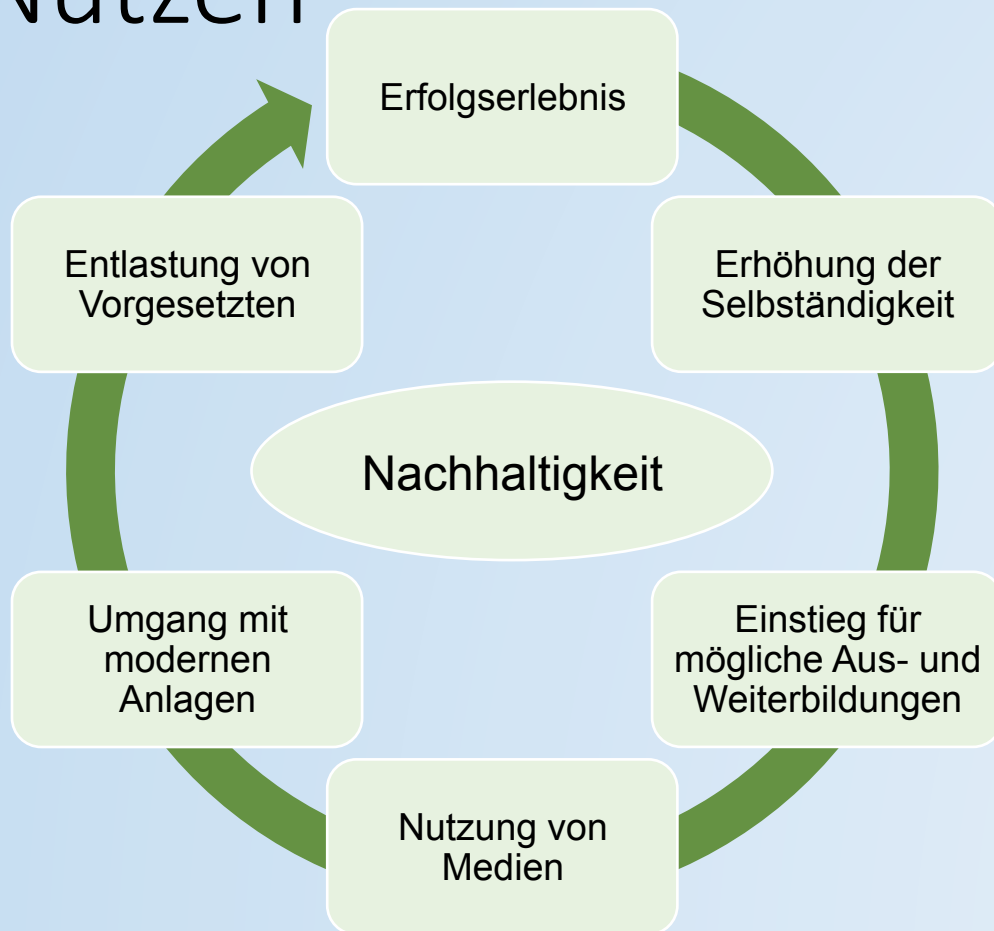 Nutzen
Erfolgserlebnis
Erhöhung der
Selbständigkeit
Einstieg für
mögliche Aus- und
Weiterbildungen
Nutzung von
Medien
Umgang mit
modernen
Anlagen
Entlastung von
Vorgesetzten
Nachhaltigkeit